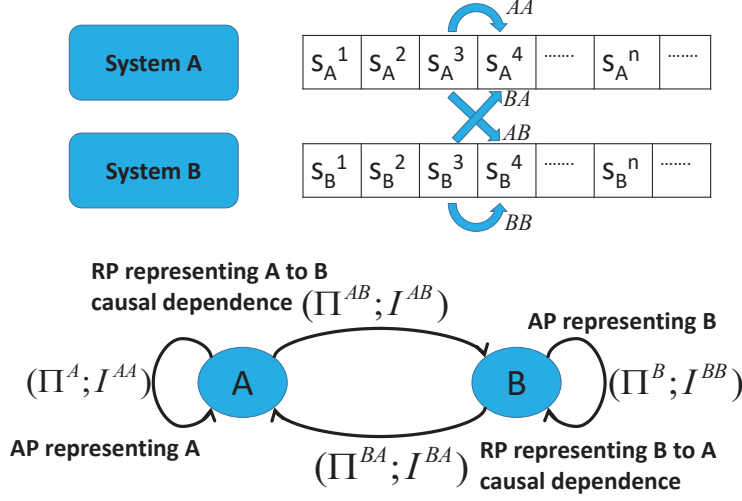 AA
System A
S_A^1 S_A^2 S_A^3 S_A^4 ....... S_A^n .......
BA
AB
System B
S_B^1 S_B^2 S_B^3 S_B^4 ....... S_B^n .......
BB
RP representing A to B
causal dependence
(Π^{AB}; I^{AB})
AP representing B
(Π^A; I^{AA})
A
B
(Π^B; I^{BB})
AP representing A
(Π^{BA}; I^{BA})
RP representing B to A
causal dependence